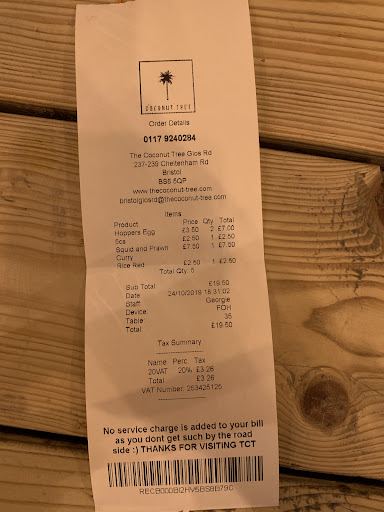 COCONUT TREE
Order Details
0117 9240284
The Coconut Tree Glos Rd
237-239 Cheltenham Rd
Bristol
BS6 5QP
www.thecoconut-tree.com
bristolglosrd@thecoconut-tree.com
Items
Product Price Qty Total
Hoppers Egg £3.50 2 £7.00
5cs £2.50 1 £2.50
Squid and Prawn £7.50 1 £7.50
Curry
Rice Red £2.50 1 £2.50
Total Qty: 5
Sub Total £19.50
Date 24/10/2019 18:31:02
Staff Georgie
Device FOH
Table 35
Total £19.50
Tax Summary
Name Perc. Tax
20VAT 20% £3.26
Total £3.26
VAT Number: 253425125
No service charge is added to your bill
as you dont get such by the road
side :) THANKS FOR VISITING TCT